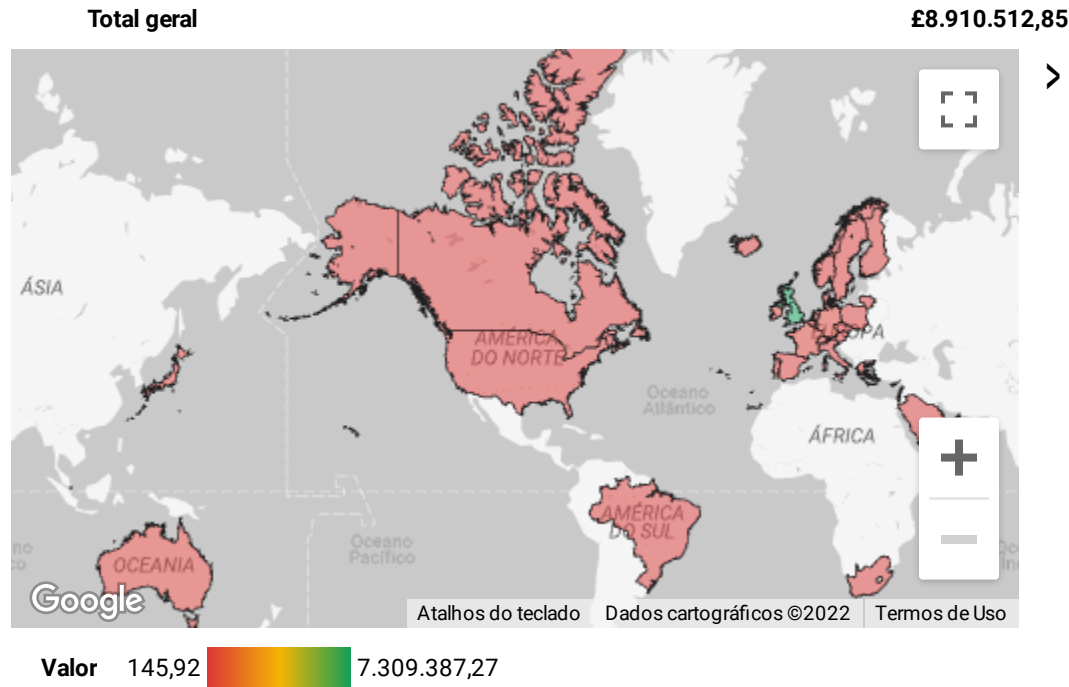 Total geral £8.910.512,85
ÁSIA
AMÉRICA
DO NORTE
Oceano
Atlântico
ÁFRICA
AMÉRICA
DO SUL
Oceano
Pacífico
OCEANIA
Google
Atalhos do teclado Dados cartográficos ©2022 Termos de Uso
Valor 145,92 7.309.387,27